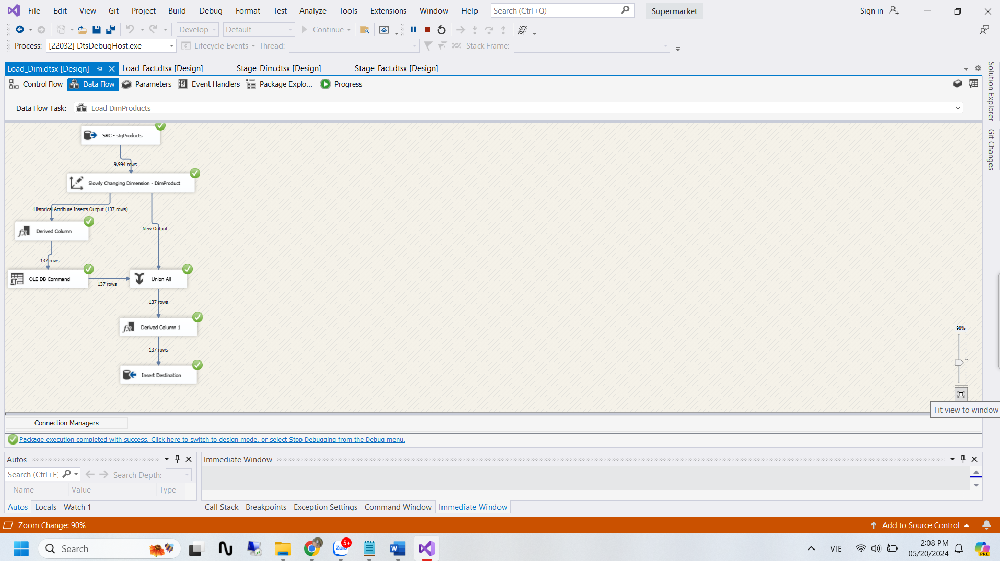 File Edit View Git Project Build Debug Format Test Analyze Tools Extensions Window Help Search (Ctrl+Q) Supermarket Sign in
Develop Default Continue
Process: [22032] DtsDebugHost.exe Lifecycle Events Thread: Stack Frame:
Load_Dim.dtsx [Design] Load_Fact.dtsx [Design] Stage_Dim.dtsx [Design] Stage_Fact.dtsx [Design]
Control Flow Data Flow Parameters Event Handlers Package Explo... Progress
Data Flow Task: Load DimProducts
Solution Explorer
Git Changes
SRC - stgProducts
9,994 rows
Slowly Changing Dimension - DimProduct
Historical Attribute Inserts Output (137 rows)
Derived Column
New Output
137 rows
OLE DB Command
137 rows
Union All
137 rows
Derived Column 1
137 rows
Insert Destination
90%
Fit view to window
Connection Managers
Package execution completed with success. Click here to switch to design mode, or select Stop Debugging from the Debug menu.
Autos
Search (Ctrl+E) Search Depth:
Name Value Type
Autos Locals Watch 1
Immediate Window
Call Stack Breakpoints Exception Settings Command Window Immediate Window
Zoom Change: 90% Add to Source Control
Search
5+
Zalo
W
VIE
2:08 PM
05/20/2024
PRE